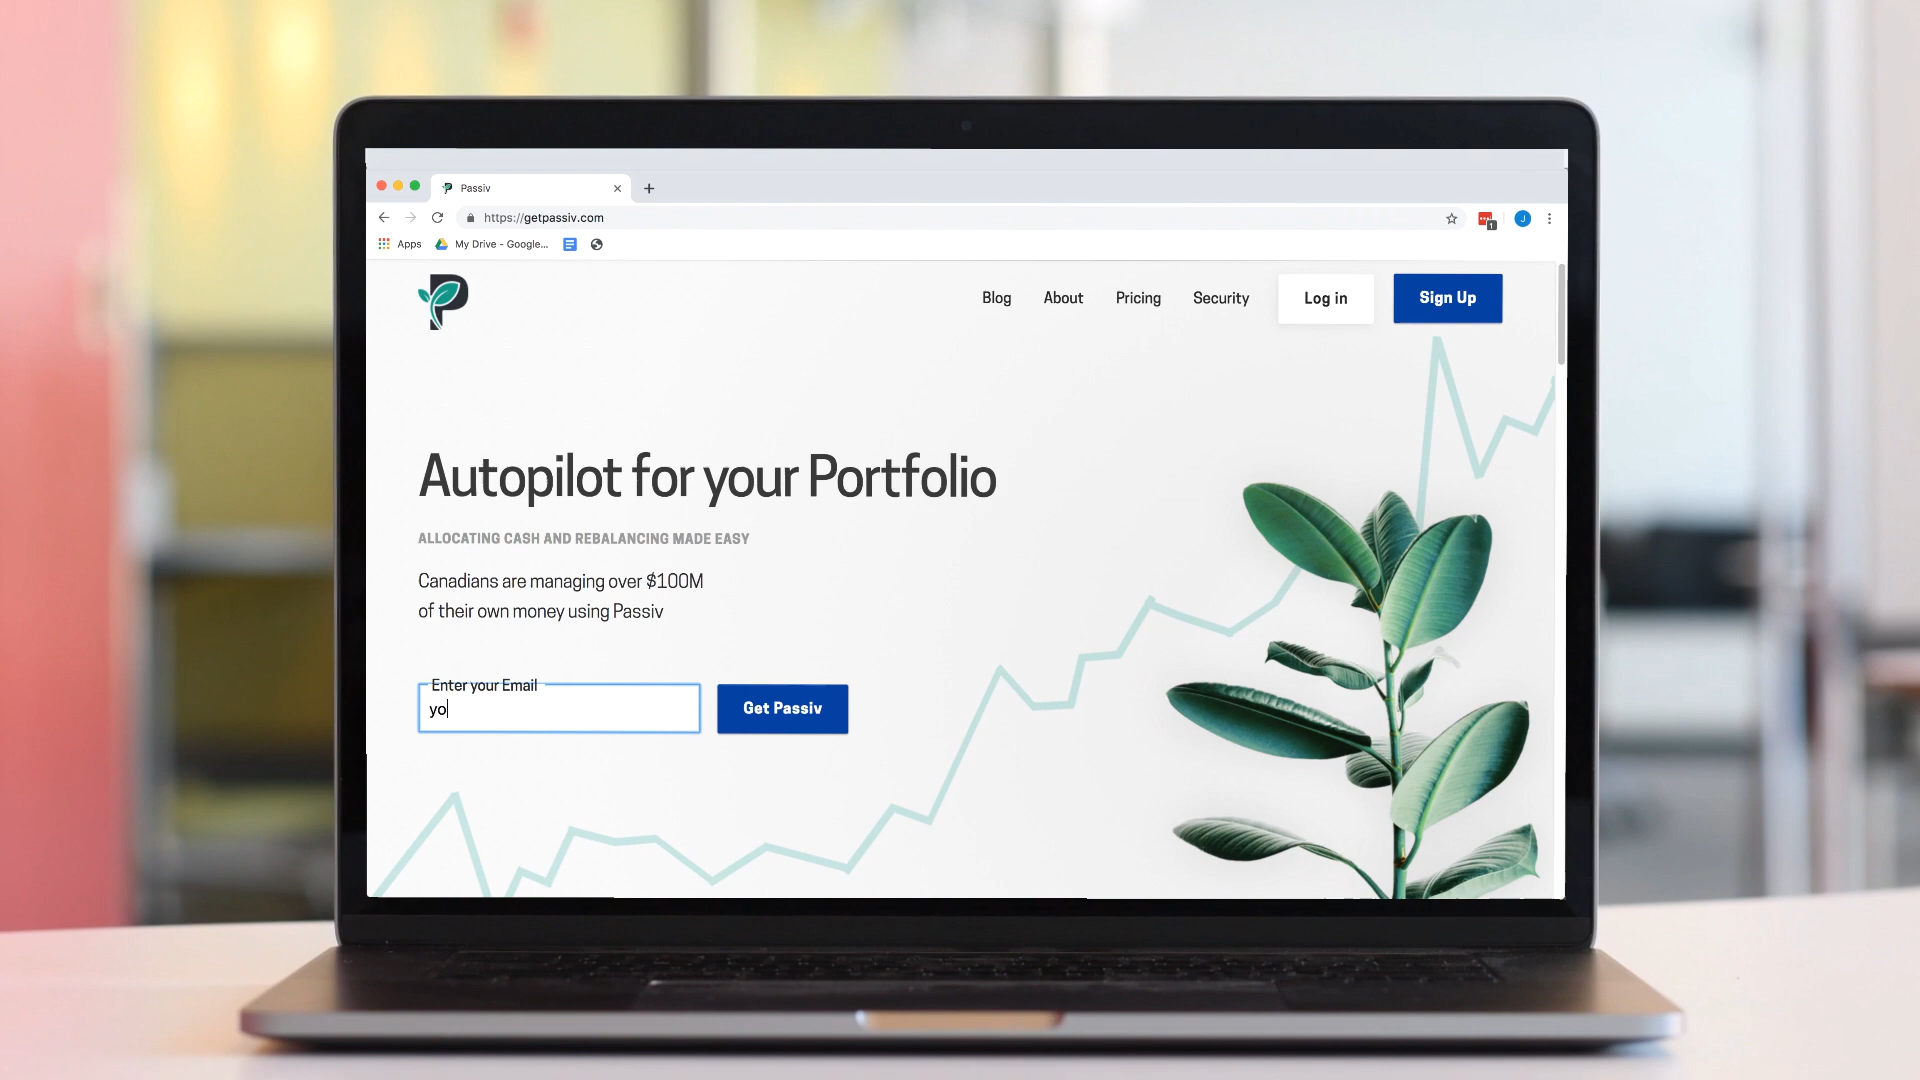 Passiv
https://getpassiv.com
Apps
My Drive - Google...
1
J
P
Blog
About
Pricing
Security
Log in
Sign Up
Autopilot for your Portfolio
ALLOCATING CASH AND REBALANCING MADE EASY
Canadians are managing over $100M
of their own money using Passiv
Enter your Email
yo
Get Passiv